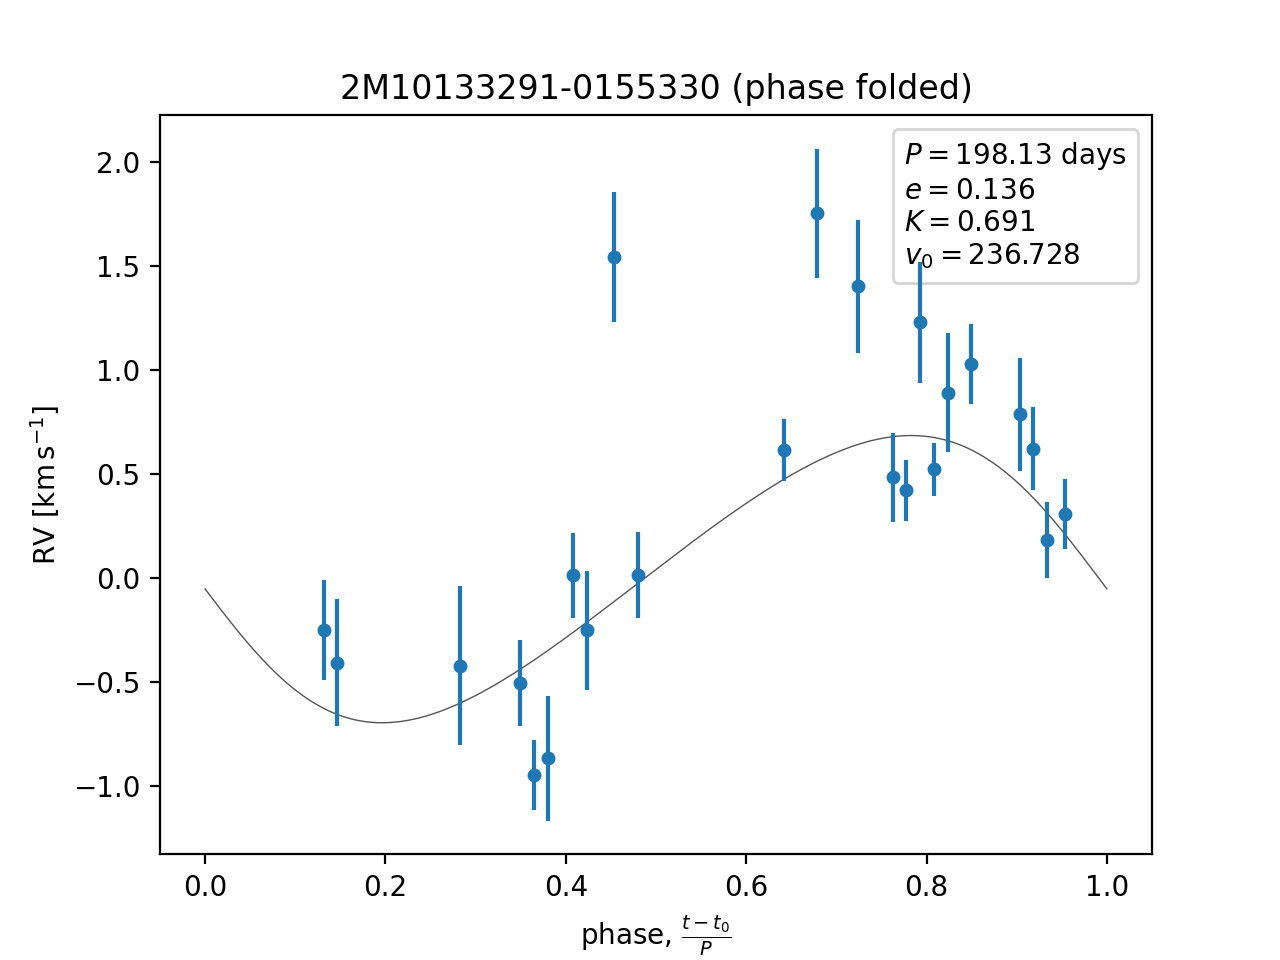 2M10133291-0155330 (phase folded)
P = 198.13 days
e = 0.136
K = 0.691
v₀ = 236.728
RV [km s⁻¹]
2.0
1.5
1.0
0.5
0.0
−0.5
−1.0
0.0 0.2 0.4 0.6 0.8 1.0
phase, (t − t₀)/P